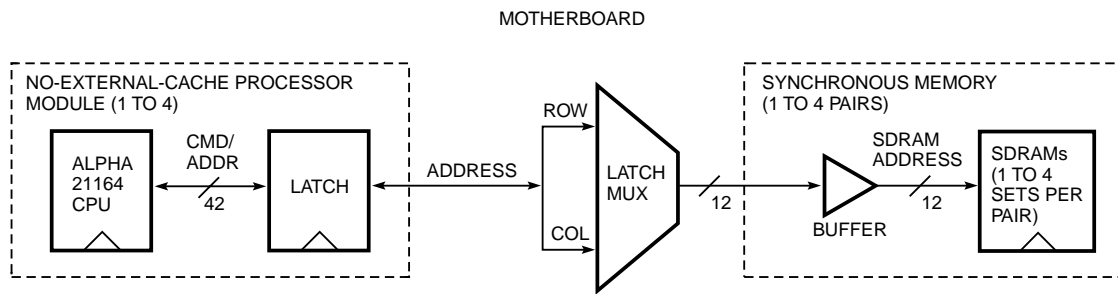 MOTHERBOARD
NO-EXTERNAL-CACHE PROCESSOR
MODULE (1 TO 4)
ALPHA
21164
CPU
CMD/
ADDR
42
LATCH
ADDRESS
ROW
COL
LATCH
MUX
12
SYNCHRONOUS MEMORY
(1 TO 4 PAIRS)
BUFFER
SDRAM
ADDRESS
12
SDRAMs
(1 TO 4
SETS PER
PAIR)